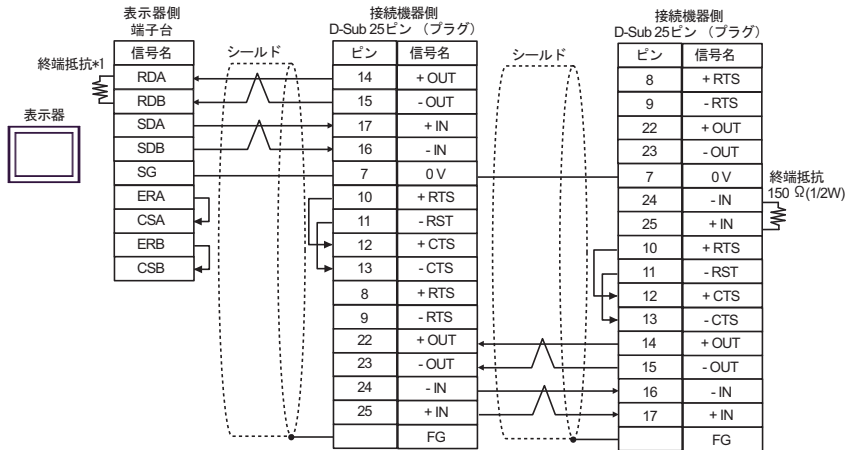 表示器側
端子台
信号名
RDA
RDB
SDA
SDB
SG
ERA
CSA
ERB
CSB
終端抵抗*1
表示器
シールド
接続機器側
D-Sub 25ピン （プラグ）
ピン 信号名
14 + OUT
15 - OUT
17 + IN
16 - IN
7 0 V
10 + RTS
11 - RST
12 + CTS
13 - CTS
8 + RTS
9 - RTS
22 + OUT
23 - OUT
24 - IN
25 + IN
FG
シールド
接続機器側
D-Sub 25ピン （プラグ）
ピン 信号名
8 + RTS
9 - RTS
22 + OUT
23 - OUT
7 0 V
24 - IN
25 + IN
10 + RTS
11 - RST
12 + CTS
13 - CTS
14 + OUT
15 - OUT
16 - IN
17 + IN
FG
終端抵抗
150 Ω(1/2W)